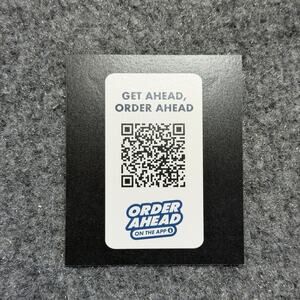 GET AHEAD,
ORDER AHEAD
ORDER
AHEAD
ON THE APP